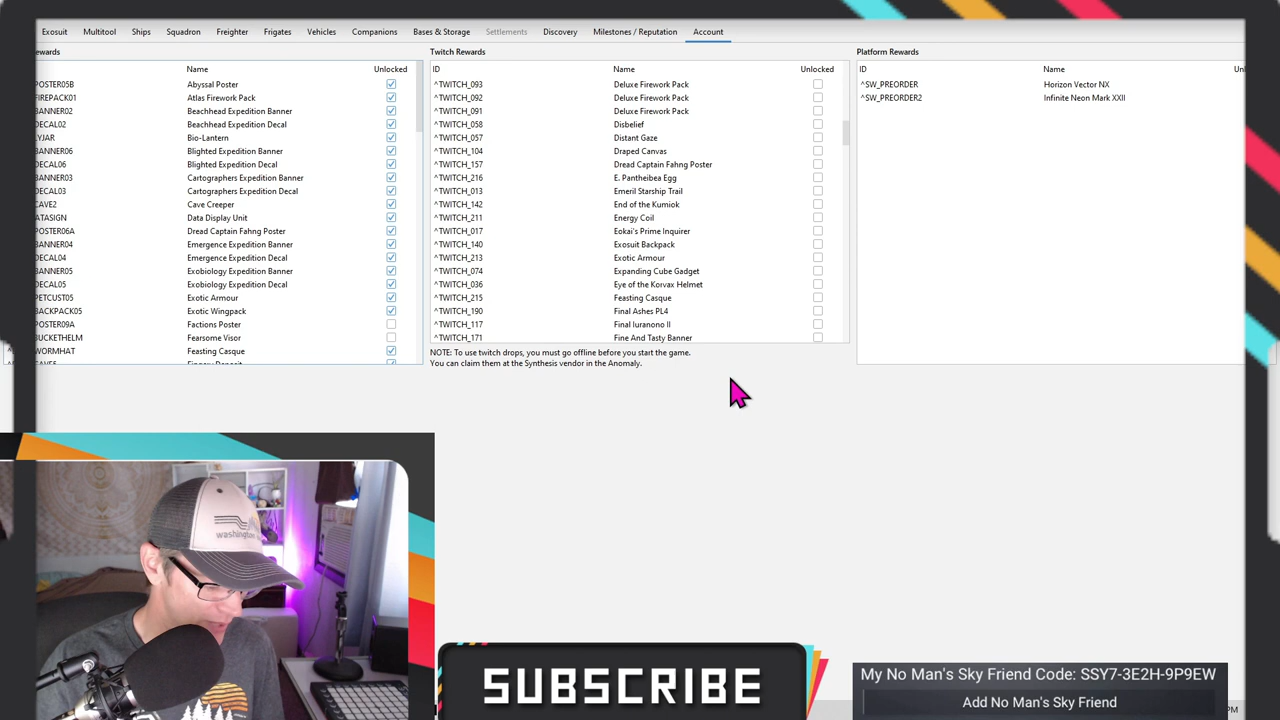 Exosuit Multitool Ships Squadron Freighter Frigates Vehicles Companions Bases & Storage Settlements Discovery Milestones / Reputation Account
ewards
Name Unlocked
POSTER05B Abyssal Poster
FIREPACK01 Atlas Firework Pack
BANNER02 Beachhead Expedition Banner
DECAL02 Beachhead Expedition Decal
LYJAR Bio-Lantern
BANNER06 Blighted Expedition Banner
DECAL06 Blighted Expedition Decal
BANNER03 Cartographers Expedition Banner
DECAL03 Cartographers Expedition Decal
CAVE2 Cave Creeper
ATASIGN Data Display Unit
POSTER06A Dread Captain Fahng Poster
BANNER04 Emergence Expedition Banner
DECAL04 Emergence Expedition Decal
BANNER05 Exobiology Expedition Banner
DECAL05 Exobiology Expedition Decal
PETCUST05 Exotic Armour
BACKPACK05 Exotic Wingpack
POSTER09A Factions Poster
BUCKETHELM Fearsome Visor
WORMHAT Feasting Casque
Twitch Rewards
ID Name Unlocked
^TWITCH_093 Deluxe Firework Pack
^TWITCH_092 Deluxe Firework Pack
^TWITCH_091 Deluxe Firework Pack
^TWITCH_058 Disbelief
^TWITCH_057 Distant Gaze
^TWITCH_104 Draped Canvas
^TWITCH_157 Dread Captain Fahng Poster
^TWITCH_216 E. Pantheibea Egg
^TWITCH_013 Emeril Starship Trail
^TWITCH_142 End of the Kumiok
^TWITCH_211 Energy Coil
^TWITCH_017 Eokai's Prime Inquirer
^TWITCH_140 Exosuit Backpack
^TWITCH_213 Exotic Armour
^TWITCH_074 Expanding Cube Gadget
^TWITCH_036 Eye of the Korvax Helmet
^TWITCH_215 Feasting Casque
^TWITCH_190 Final Ashes PL4
^TWITCH_117 Final Iuranono II
^TWITCH_171 Fine And Tasty Banner
NOTE: To use twitch drops, you must go offline before you start the game.
You can claim them at the Synthesis vendor in the Anomaly.
Platform Rewards
ID Name Un
^SW_PREORDER Horizon Vector NX
^SW_PREORDER2 Infinite Neon Mark XXII
washington
SUBSCRIBE
My No Man's Sky Friend Code: SSY7-3E2H-9P9EW
Add No Man's Sky Friend
PM